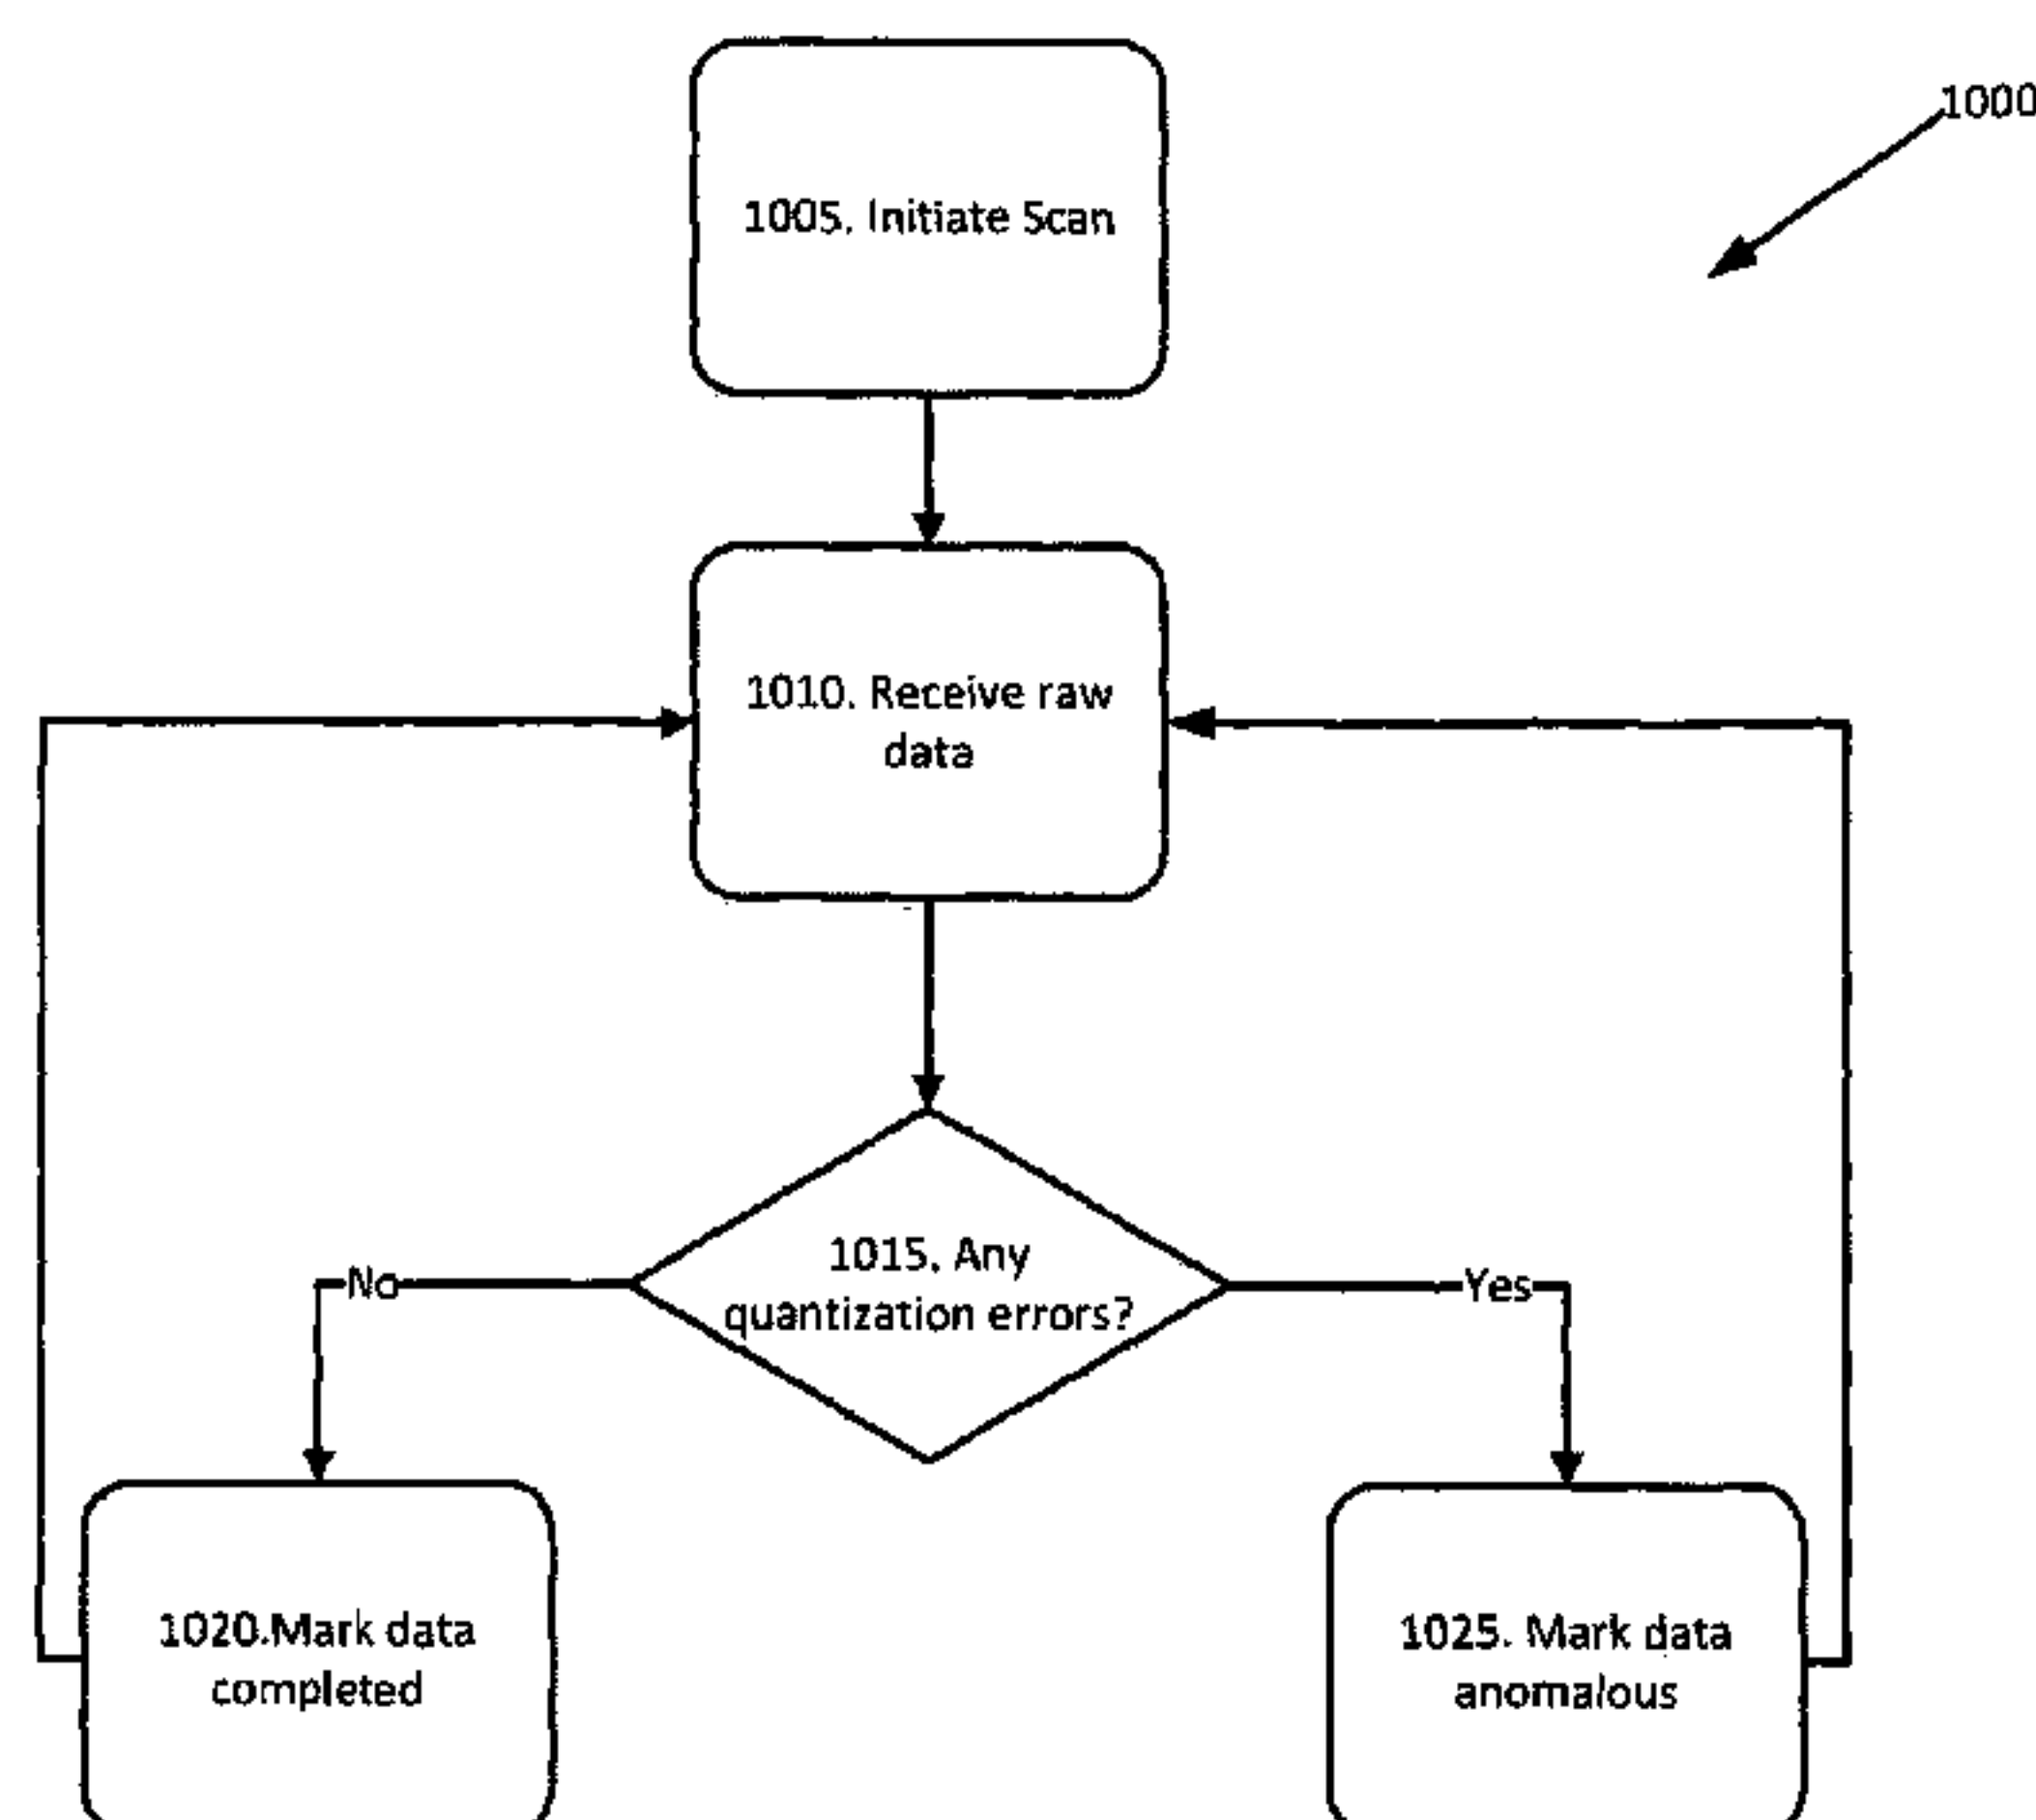 1000
1005. Initiate Scan
1010. Receive raw
data
1015. Any
quantization errors?
No
Yes
1020.Mark data
completed
1025. Mark data
anomalous